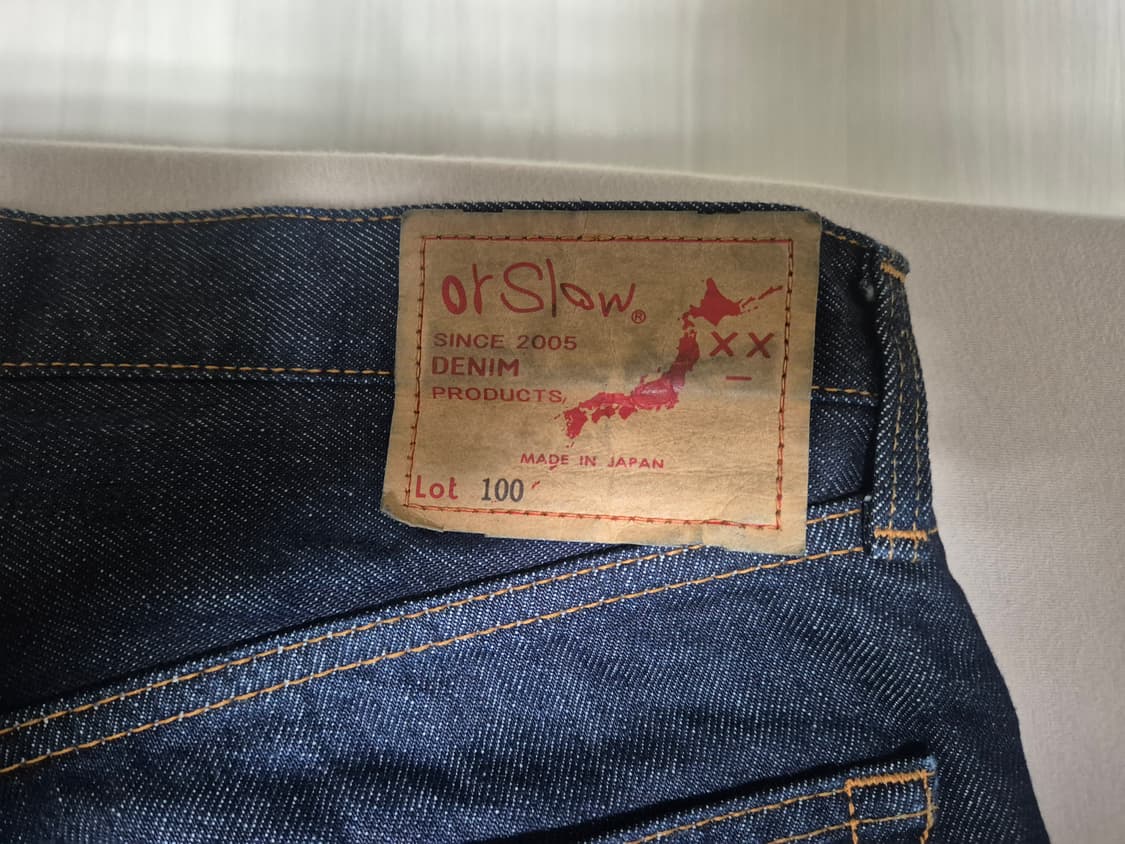 orSlow®
SINCE 2005
DENIM
PRODUCTS,
XX
MADE IN JAPAN
Lot 100